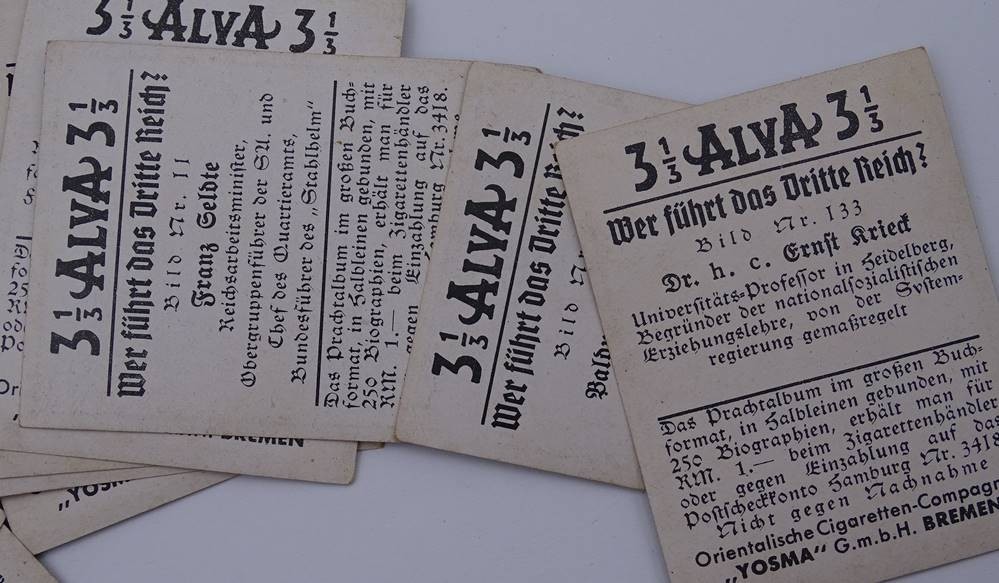 3⅓ ALVA 3⅓
3⅓ ALVA 3⅓
Wer führt das Dritte Reich?
Bild Nr. 11
Franz Seldte
Reichsarbeitsminister,
Obergruppenführer der SA. und
Chef des Quartieramts,
Bundesführer des „Stahlhelm“
Das Prachtalbum im großen Buch-
format, in Halbleinen gebunden, mit
250 Biographien, erhält man für
RM. 1.— beim Zigarettenhändler
gegen Einzahlung auf das
Hamburg Nr. 3418.
BREMEN
"YOSMA
3⅓ ALVA 3⅓
Wer führt das Dritte Reich?
Bild
3⅓ ALVA 3⅓
Wer führt das Dritte Reich?
Bild Nr. 133
Dr. h. c. Ernst Krieck
Universitäts-Professor in Heidelberg,
Begründer der nationalsozialistischen
Erziehungslehre, von der System-
regierung gemaßregelt
Das Prachtalbum im großen Buch-
format, in Halbleinen gebunden, mit
250 Biographien, erhält man für
RM. 1.— beim Zigarettenhändler
oder gegen Einzahlung auf das
Postscheckkonto Hamburg Nr. 3418
Nicht gegen Nachnahme
Orientalische Cigaretten-Compagn
„YOSMA“ G.m.b.H. BREMEN